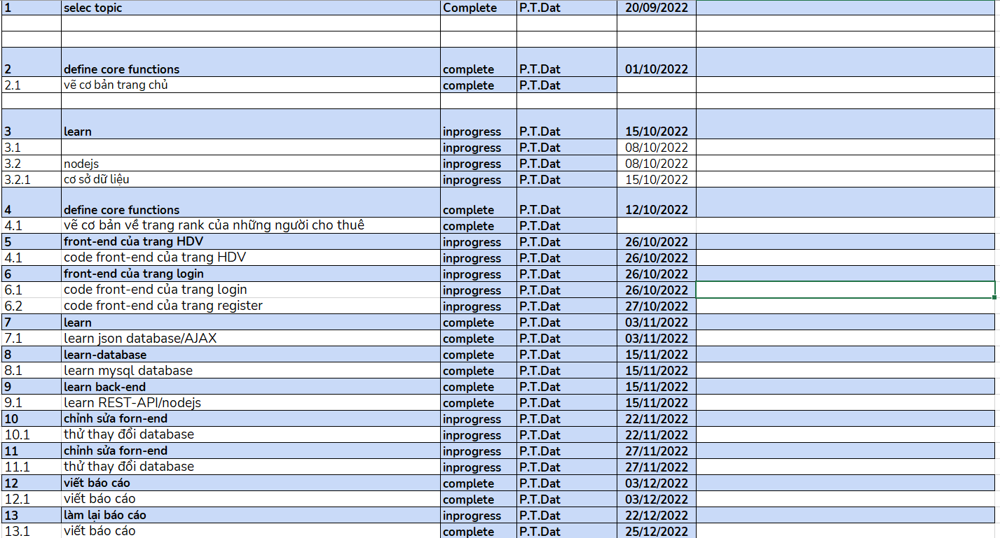 1 selec topic Complete P.T.Dat 20/09/2022
2 define core functions complete P.T.Dat 01/10/2022
2.1 vẽ cơ bản trang chủ complete P.T.Dat
3 learn inprogress P.T.Dat 15/10/2022
3.1 inprogress P.T.Dat 08/10/2022
3.2 nodejs inprogress P.T.Dat 08/10/2022
3.2.1 cơ sở dữ liệu inprogress P.T.Dat 15/10/2022
4 define core functions complete P.T.Dat 12/10/2022
4.1 vẽ cơ bản về trang rank của những người cho thuê complete P.T.Dat
5 front-end của trang HDV inprogress P.T.Dat 26/10/2022
4.1 code front-end của trang HDV inprogress P.T.Dat 26/10/2022
6 front-end của trang login inprogress P.T.Dat 26/10/2022
6.1 code front-end của trang login inprogress P.T.Dat 26/10/2022
6.2 code front-end của trang register inprogress P.T.Dat 27/10/2022
7 learn complete P.T.Dat 03/11/2022
7.1 learn json database/AJAX complete P.T.Dat 03/11/2022
8 learn-database complete P.T.Dat 15/11/2022
8.1 learn mysql database complete P.T.Dat 15/11/2022
9 learn back-end complete P.T.Dat 15/11/2022
9.1 learn REST-API/nodejs complete P.T.Dat 15/11/2022
10 chỉnh sửa forn-end inprogress P.T.Dat 22/11/2022
10.1 thử thay đổi database inprogress P.T.Dat 22/11/2022
11 chỉnh sửa forn-end inprogress P.T.Dat 27/11/2022
11.1 thử thay đổi database inprogress P.T.Dat 27/11/2022
12 viết báo cáo complete P.T.Dat 03/12/2022
12.1 viết báo cáo complete P.T.Dat 03/12/2022
13 làm lại báo cáo inprogress P.T.Dat 22/12/2022
13.1 viết báo cáo complete P.T.Dat 25/12/2022